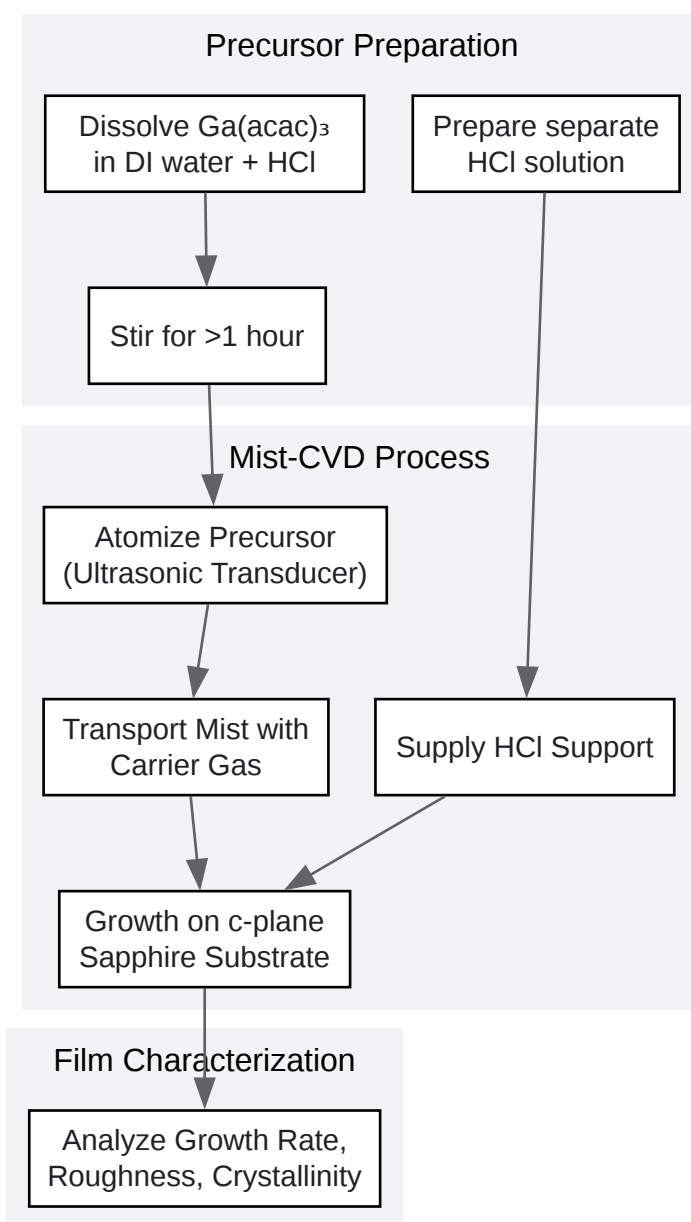 Precursor Preparation
Dissolve Ga(acac)₃
in DI water + HCl
Prepare separate
HCl solution
Stir for >1 hour
Mist-CVD Process
Atomize Precursor
(Ultrasonic Transducer)
Transport Mist with
Carrier Gas
Supply HCl Support
Growth on c-plane
Sapphire Substrate
Film Characterization
Analyze Growth Rate,
Roughness, Crystallinity